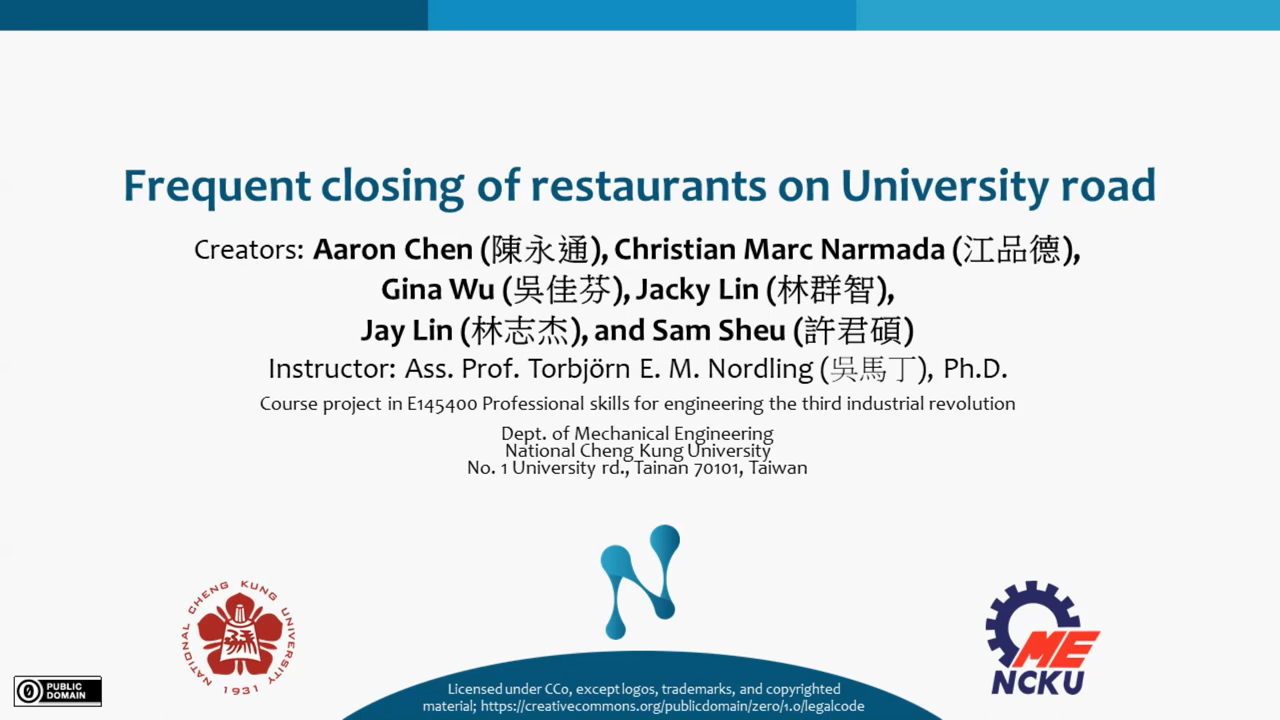 Frequent closing of restaurants on University road
Creators: Aaron Chen (陳永通), Christian Marc Narmada (江品德),
Gina Wu (吳佳芬), Jacky Lin (林群智),
Jay Lin (林志杰), and Sam Sheu (許君碩)
Instructor: Ass. Prof. Torbjörn E. M. Nordling (吳馬丁), Ph.D.
Course project in E145400 Professional skills for engineering the third industrial revolution
Dept. of Mechanical Engineering
National Cheng Kung University
No. 1 University rd., Tainan 70101, Taiwan
NATIONAL CHENG KUNG UNIVERSITY
1931
ME
NCKU
PUBLIC
DOMAIN
Licensed under CC0, except logos, trademarks, and copyrighted
material; https://creativecommons.org/publicdomain/zero/1.0/legalcode